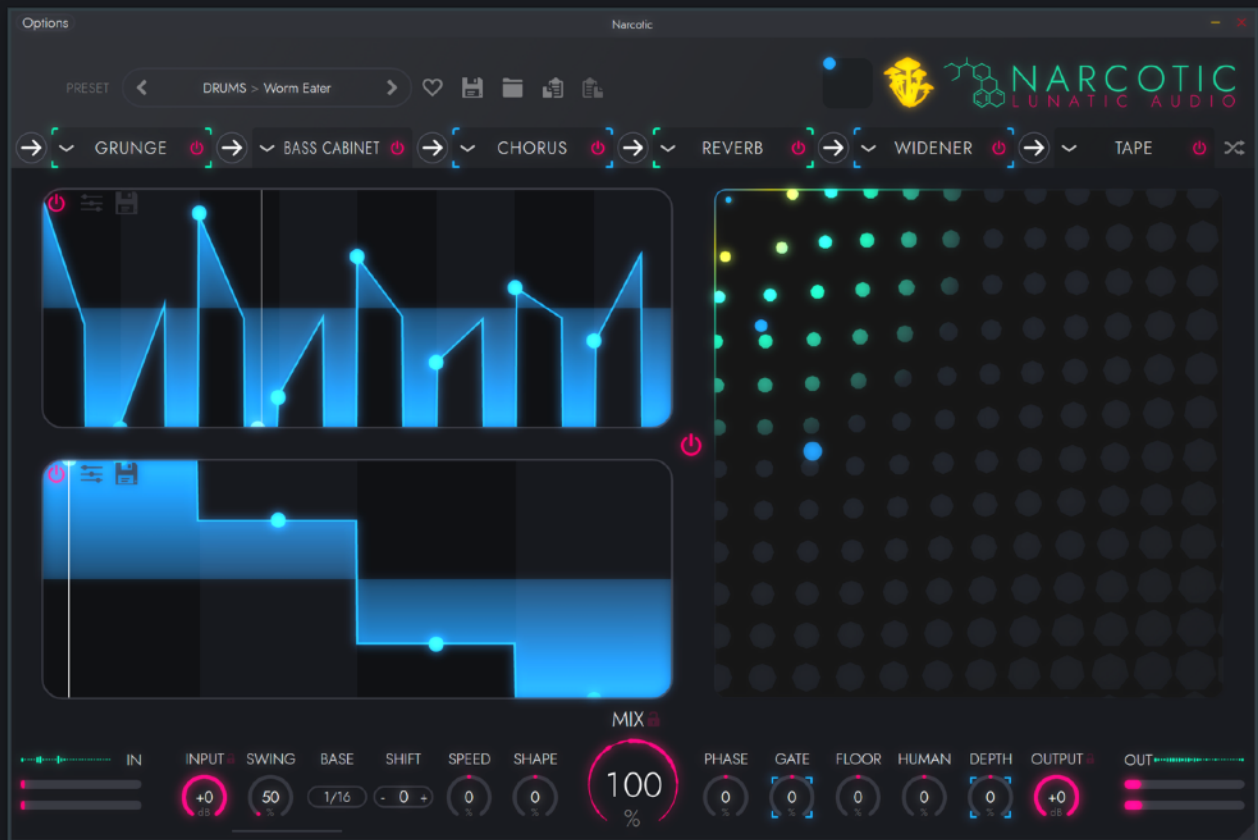 Options
Narcotic
PRESET
DRUMS > Worm Eater
NARCOTIC
LUNATIC AUDIO
GRUNGE
BASS CABINET
CHORUS
REVERB
WIDENER
TAPE
MIX
100
%
IN
INPUT
+0
dB
SWING
50
%
BASE
1/16
SHIFT
- 0 +
SPEED
0
%
SHAPE
0
%
PHASE
0
%
GATE
0
%
FLOOR
0
%
HUMAN
0
%
DEPTH
0
%
OUTPUT
+0
dB
OUT